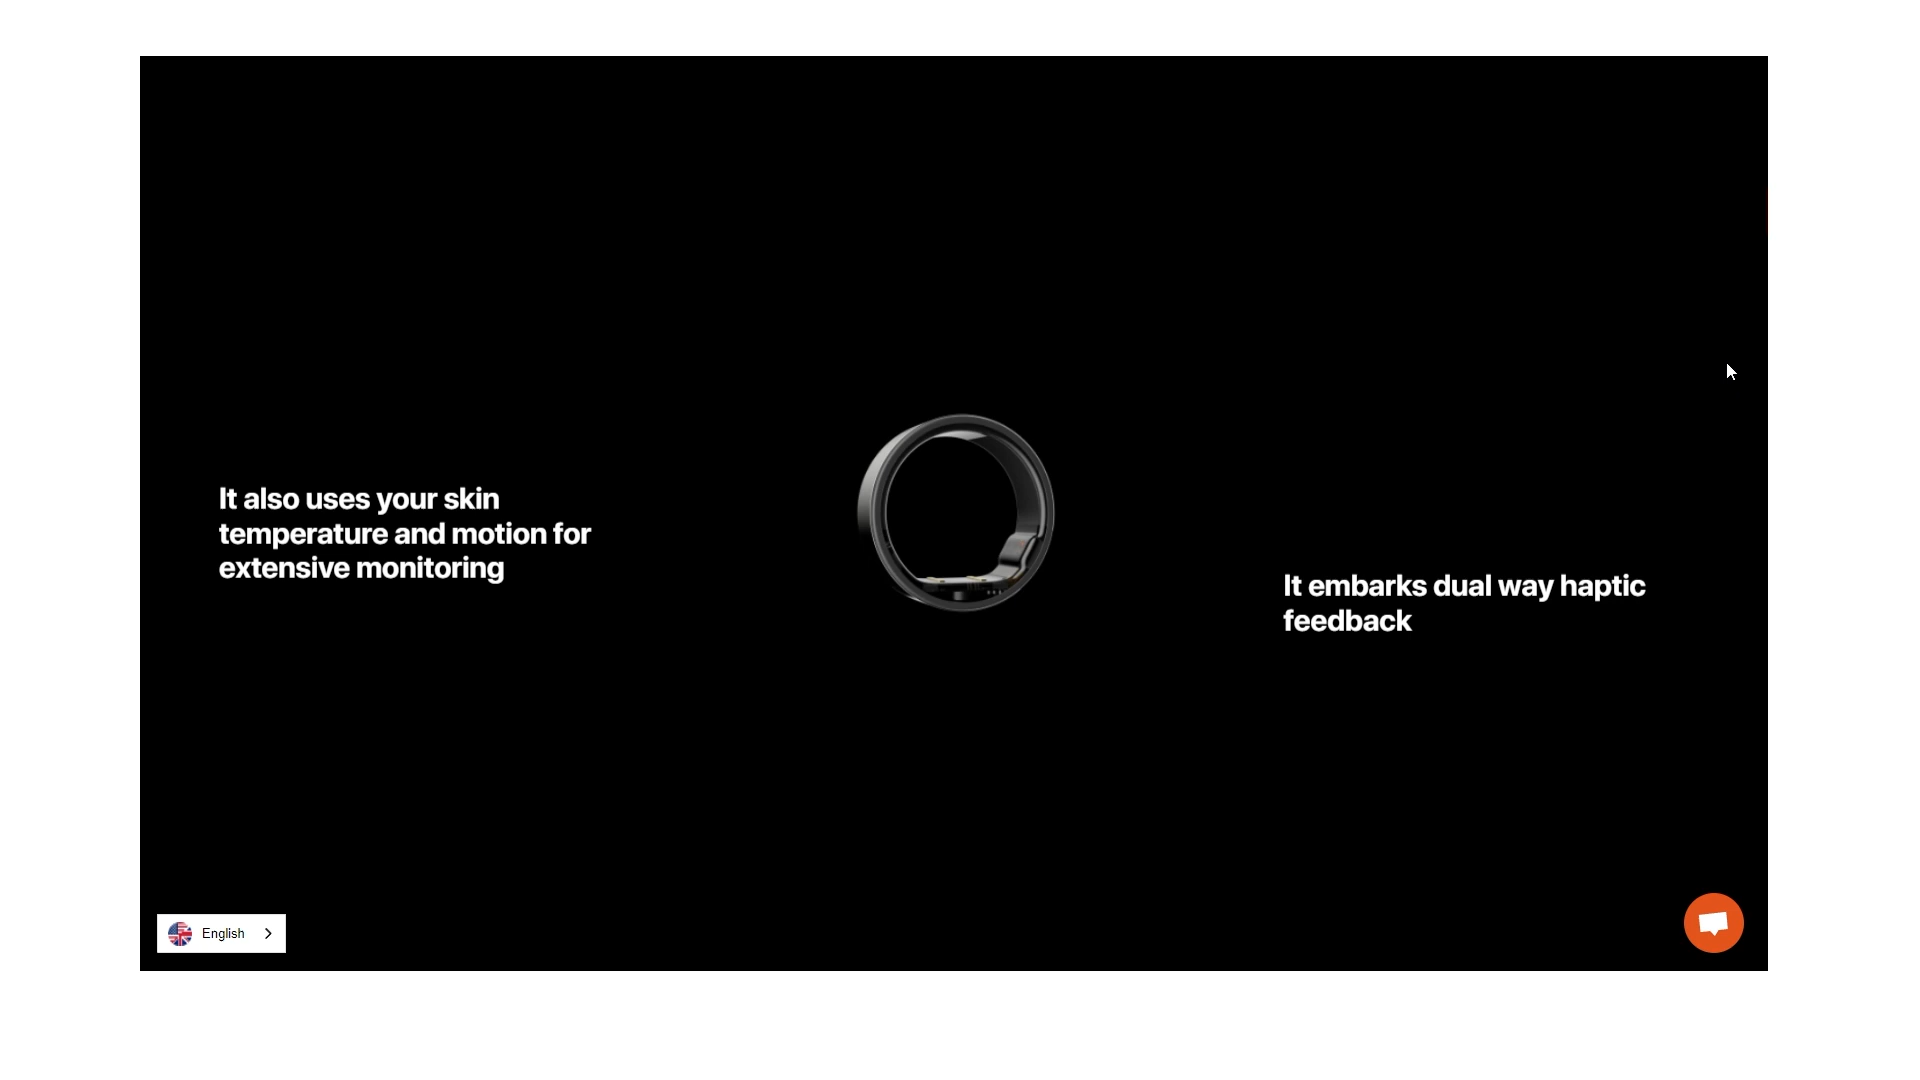 It also uses your skin
temperature and motion for
extensive monitoring
It embarks dual way haptic
feedback
English